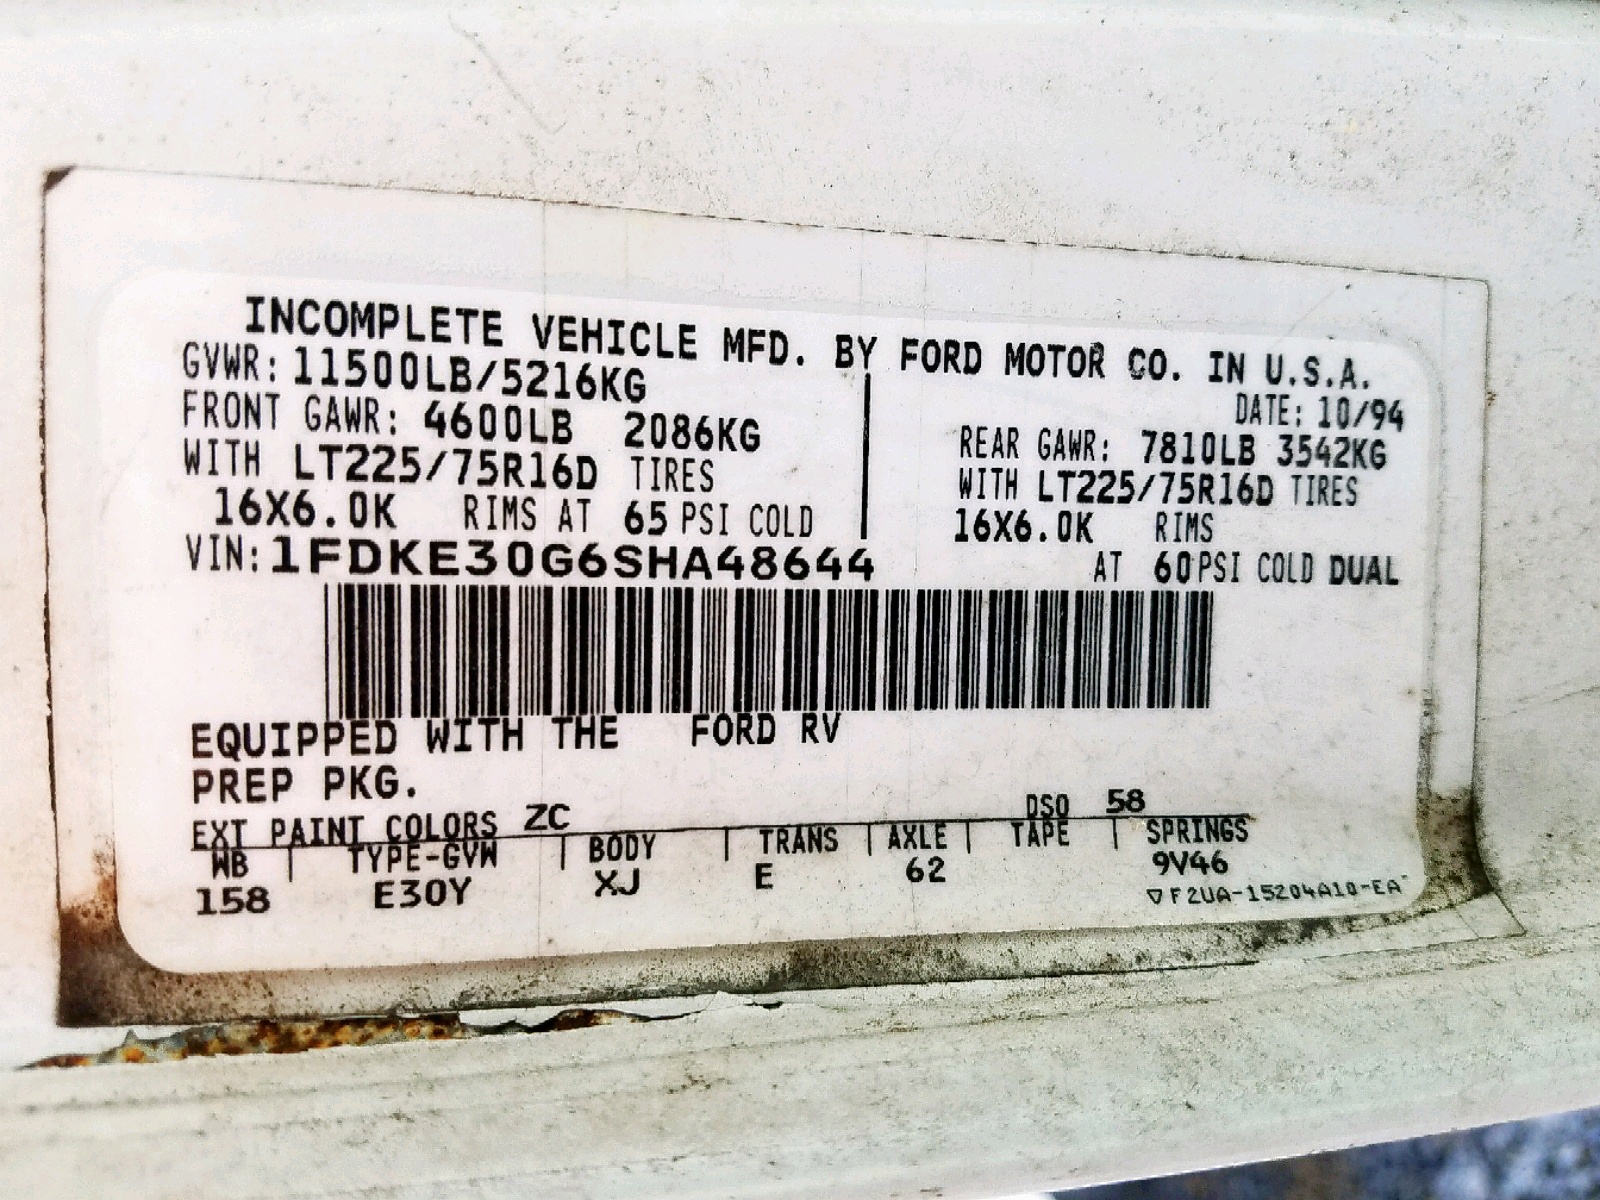 INCOMPLETE VEHICLE MFD. BY FORD MOTOR CO. IN U.S.A.
GVWR: 11500LB/5216KG
DATE: 10/94
FRONT GAWR: 4600LB 2086KG
WITH LT225/75R16D TIRES
16X6.0K RIMS AT 65 PSI COLD
REAR GAWR: 7810LB 3542KG
WITH LT225/75R16D TIRES
16X6.0K RIMS
AT 60 PSI COLD DUAL
VIN: 1FDKE30G6SHA48644
EQUIPPED WITH THE FORD RV
PREP PKG.
EXT PAINT COLORS ZC DSO 58
WB | TYPE-GVW | BODY | TRANS | AXLE | TAPE | SPRINGS
158 E30Y XJ E 62 9V46
▽F2UA-15204A10-EA